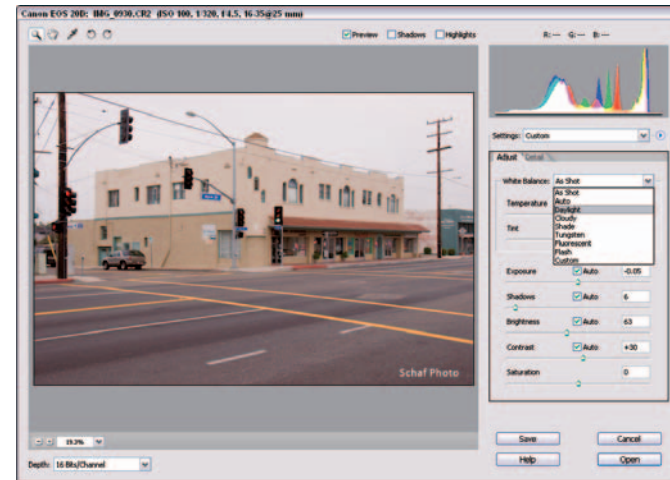 Canon EOS 20D: IMG_0930.CR2 (ISO 100, 1/320, f/4.5, 16-35@25 mm)
Preview Shadows Highlights R:--- G:--- B:---
Settings: Custom
Adjust Detail
White Balance: As Shot
As Shot
Auto
Temperature
Daylight
Cloudy
Tint
Shade
Tungsten
Fluorescent
Flash
Custom
Exposure Auto -0.05
Shadows Auto 6
Brightness Auto 63
Contrast Auto +30
Saturation 0
Schaf Photo
19.3%
Save Cancel
Depth: 16 Bits/Channel
Help Open